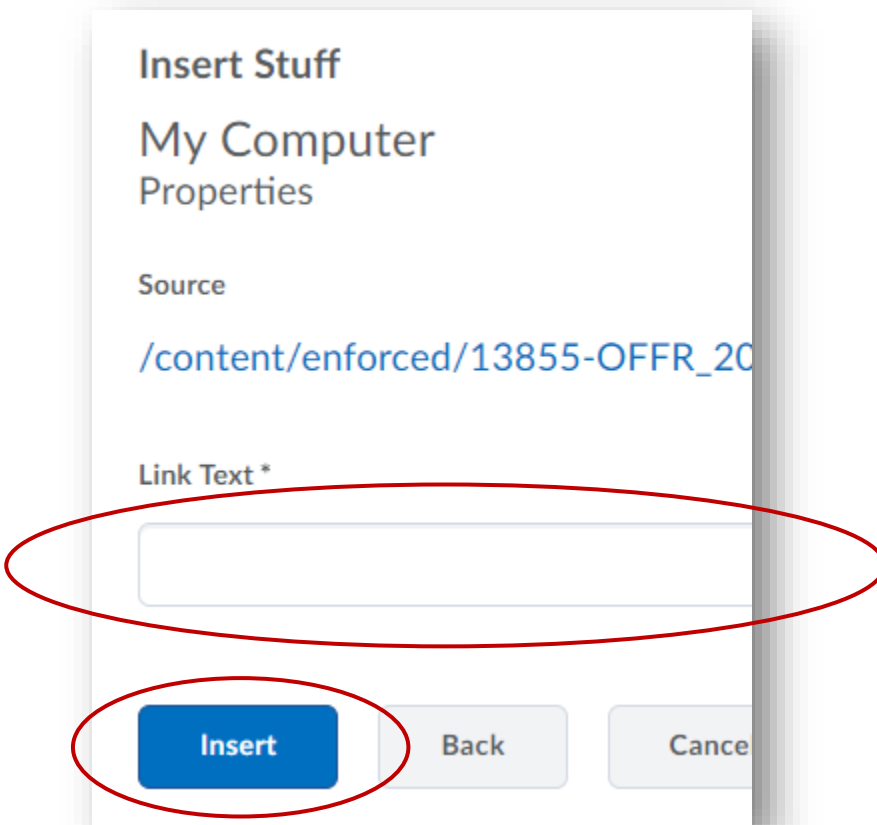 Insert Stuff
My Computer
Properties
Source
/content/enforced/13855-OFFR_20
Link Text *
Insert Back Cance